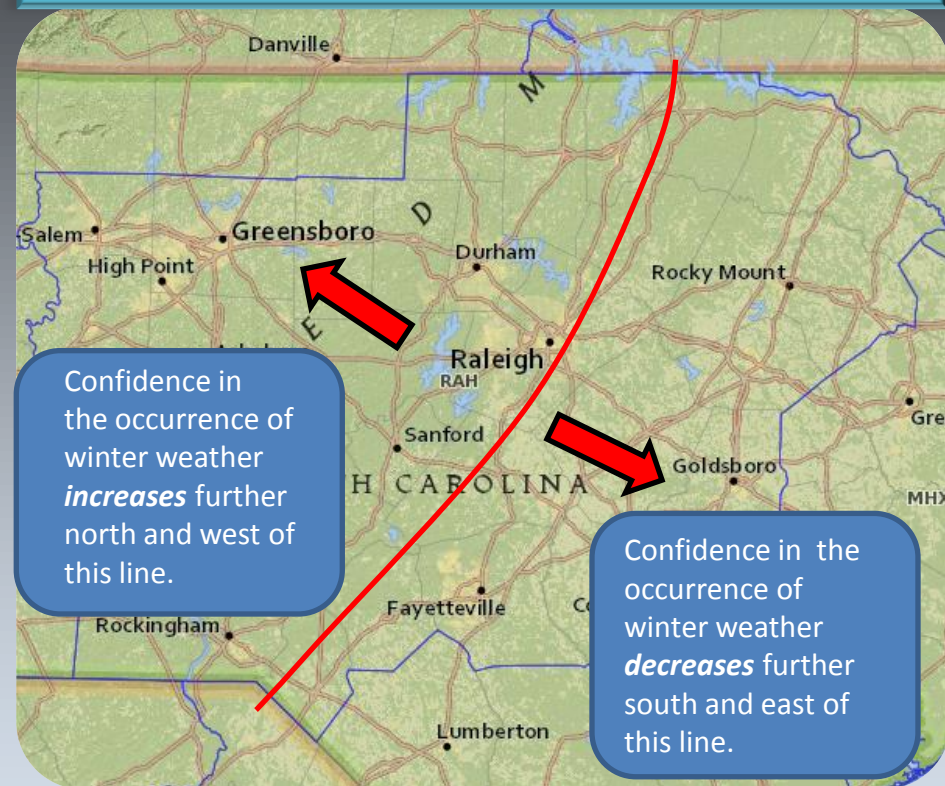 Danville
M
D
Salem
Greensboro
High Point
Durham
Rocky Mount
E
Raleigh
RAH
Confidence in
the occurrence of
winter weather
increases further
north and west of
this line.
Sanford
H CAROLINA
Goldsboro
Gre
MHX
Confidence in the
occurrence of
winter weather
decreases further
south and east of
this line.
Fayetteville
Rockingham
Lumberton